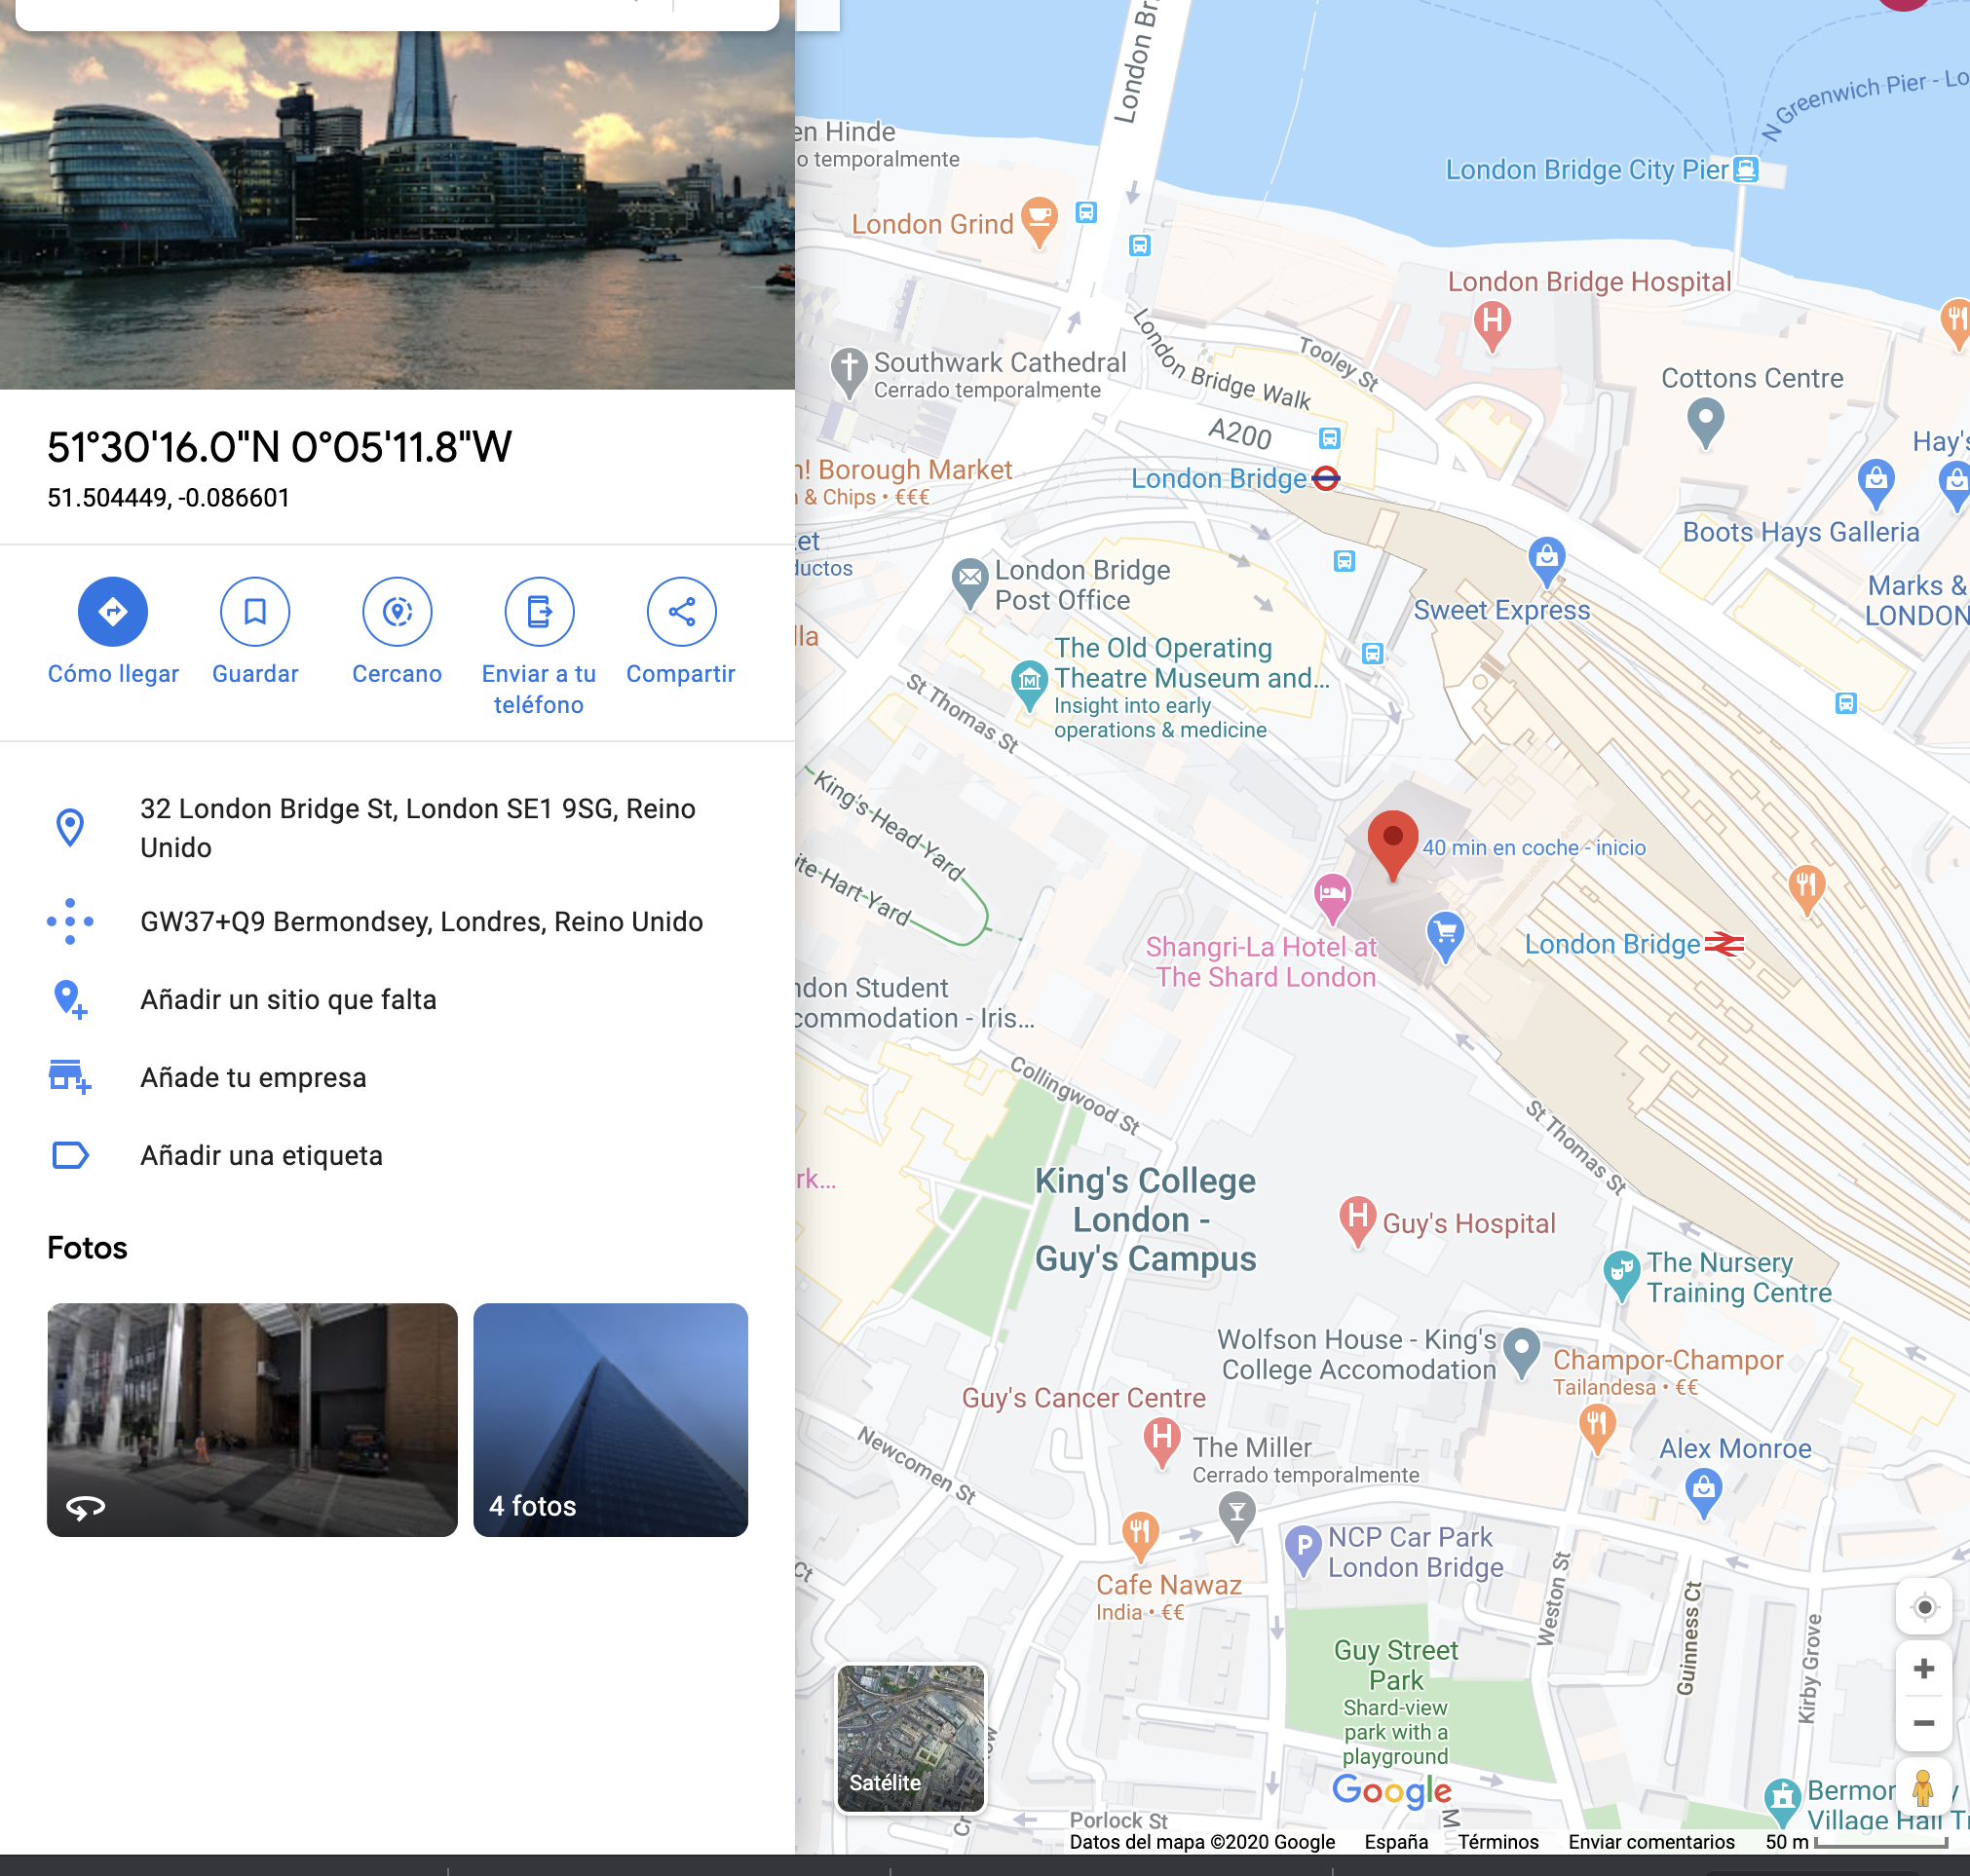 51°30'16.0"N 0°05'11.8"W
51.504449, -0.086601
Cómo llegar
Guardar
Cercano
Enviar a tu
teléfono
Compartir
32 London Bridge St, London SE1 9SG, Reino
Unido
GW37+Q9 Bermondsey, Londres, Reino Unido
Añadir un sitio que falta
Añade tu empresa
Añadir una etiqueta
Fotos
4 fotos
London Br
N Greenwich Pier - Lo
en Hinde
o temporalmente
London Bridge City Pier
London Grind
London Bridge Hospital
London Bridge Walk
Tooley St
Southwark Cathedral
Cerrado temporalmente
Cottons Centre
A200
Hay's
n! Borough Market
& Chips • €€€
London Bridge
Boots Hays Galleria
et
ductos
London Bridge
Post Office
Marks &
LONDON
Sweet Express
lla
The Old Operating
Theatre Museum and...
Insight into early
operations & medicine
St Thomas St
King's Head Yard
ite Hart Yard
40 min en coche - inicio
Shangri-La Hotel at
The Shard London
London Bridge
ndon Student
commodation - Iris...
Collingwood St
St Thomas St
rk...
King's College
London -
Guy's Campus
Guy's Hospital
The Nursery
Training Centre
Wolfson House - King's
College Accomodation
Champor-Champor
Tailandesa • €€
Guy's Cancer Centre
Newcomen St
The Miller
Cerrado temporalmente
Alex Monroe
NCP Car Park
London Bridge
Cafe Nawaz
India • €€
Ct
Weston St
Guinness Ct
Kirby Grove
Guy Street
Park
Shard-view
park with a
playground
Satélite
Google
Porlock St
Bermon y
Village Hall Tr
Datos del mapa ©2020 Google
España
Términos
Enviar comentarios
50 m